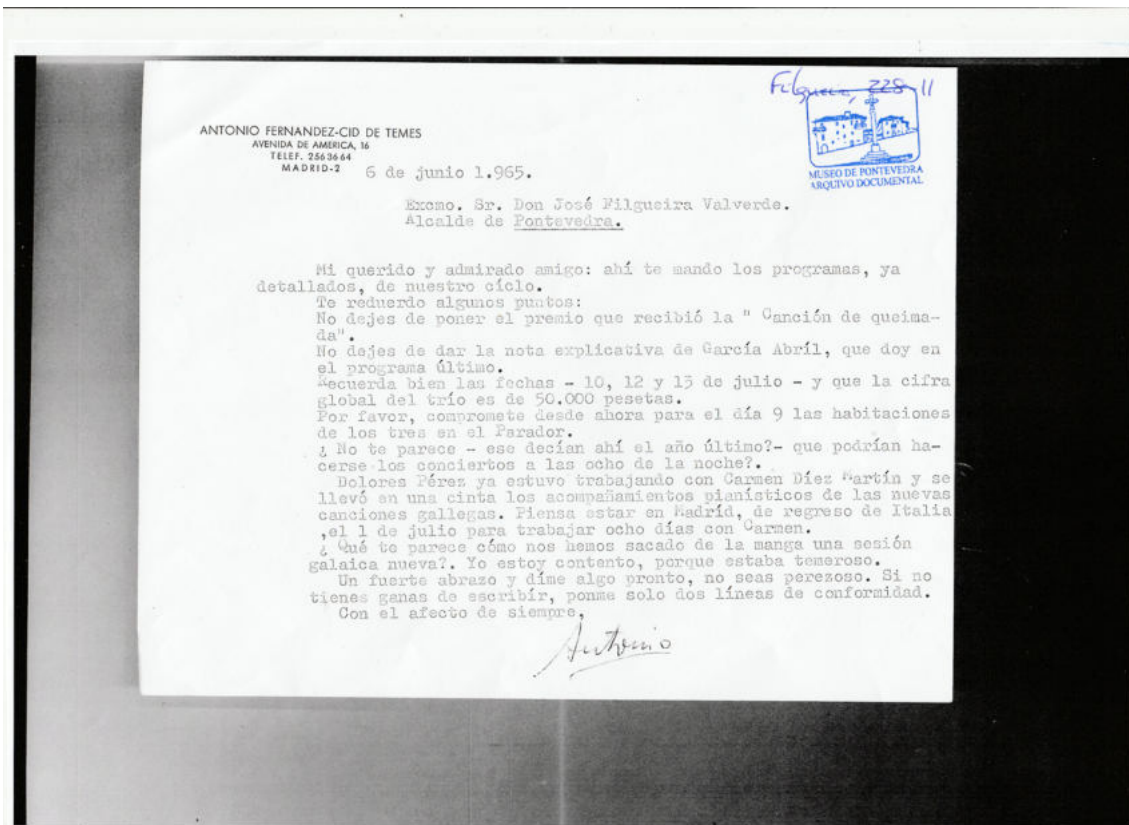 Filgueira, 228-11
ANTONIO FERNANDEZ-CID DE TEMES
AVENIDA DE AMERICA, 16
TELEF. 2563664
MADRID-2
MUSEO DE PONTEVEDRA
ARQUIVO DOCUMENTAL
6 de junio 1.965.
Excmo. Sr. Don José Filgueira Valverde.
Alcalde de Pontevedra.
Mi querido y admirado amigo: ahí te mando los programas, ya
detallados, de nuestro ciclo.
Te reduerdo algunos puntos:
No dejes de poner el premio que recibió la " Canción de queima-
da".
No dejes de dar la nota explicativa de García Abríl, que doy en
el programa último.
Recuerda bien las fechas - 10, 12 y 13 de julio - y que la cifra
global del trío es de 50.000 pesetas.
Por favor, compromete desde ahora para el día 9 las habitaciones
de los tres en el Parador.
¿ No te parece - ese decían ahí el año último?- que podrían ha-
cerse los conciertos a las ocho de la noche?.
Dolores Pérez ya estuvo trabajando con Carmen Díez Martín y se
llevó en una cinta los acompañamientos pianísticos de las nuevas
canciones gallegas. Piensa estar en Madríd, de regreso de Italia
,el 1 de julio para trabajar ocho días con Carmen.
¿ Qué te parece cómo nos hemos sacado de la manga una sesión
galaica nueva?. Yo estoy contento, porque estaba temeroso.
Un fuerte abrazo y díme algo pronto, no seas perezoso. Si no
tienes ganas de escribír, ponme solo dos líneas de conformidad.
Con el afecto de siempre,
Antonio